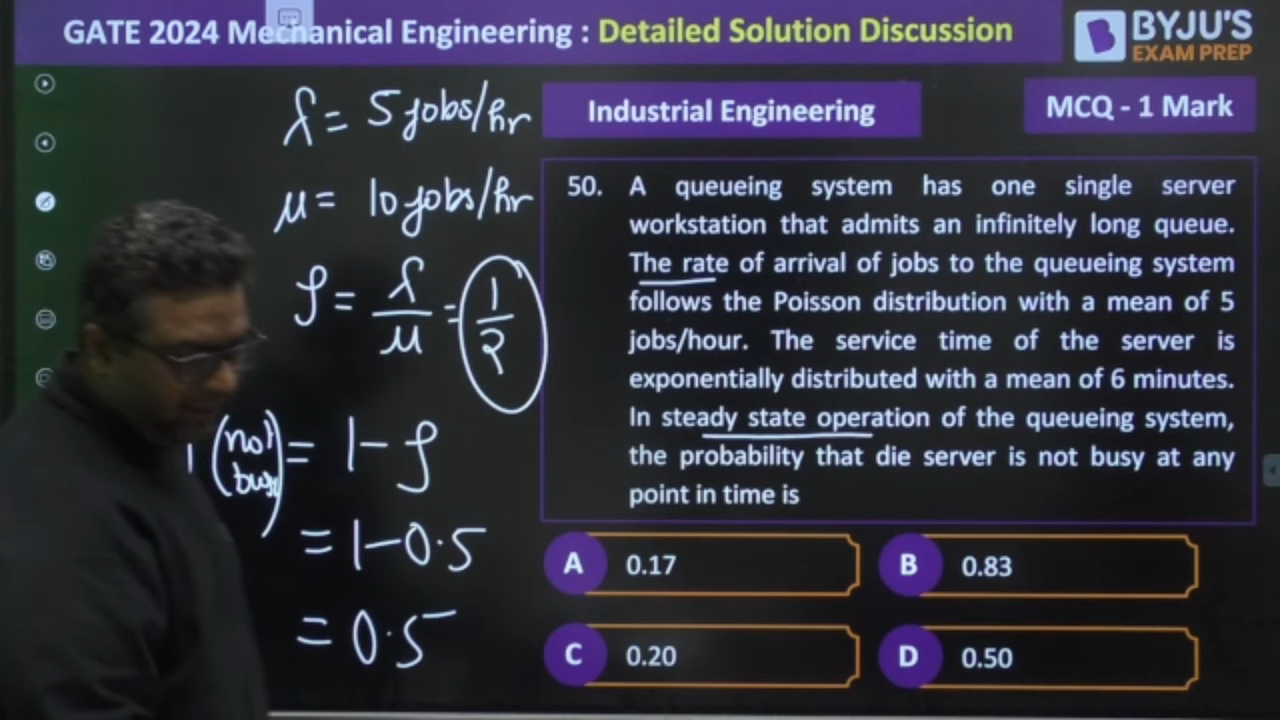 GATE 2024 Mechanical Engineering : Detailed Solution Discussion
BYJU'S
EXAM PREP
λ = 5 jobs/hr
μ = 10 jobs/hr
ρ = λ/μ = 1/2
(not busy) = 1 - ρ
= 1 - 0.5
= 0.5
Industrial Engineering
MCQ - 1 Mark
50. A queueing system has one single server
workstation that admits an infinitely long queue.
The rate of arrival of jobs to the queueing system
follows the Poisson distribution with a mean of 5
jobs/hour. The service time of the server is
exponentially distributed with a mean of 6 minutes.
In steady state operation of the queueing system,
the probability that die server is not busy at any
point in time is
A 0.17
B 0.83
C 0.20
D 0.50